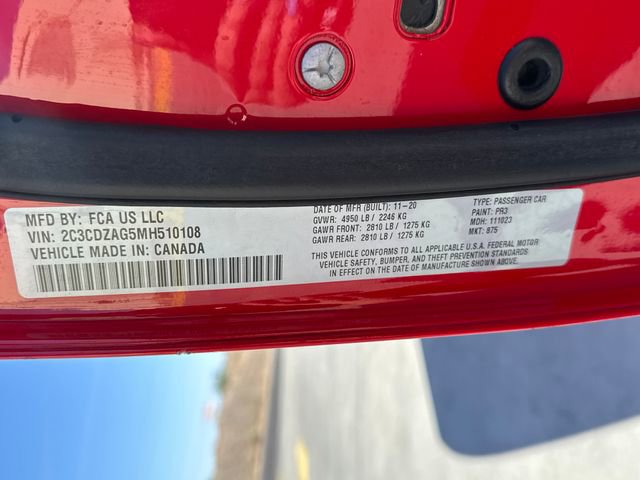 MFD BY: FCA US LLC
VIN: 2C3CDZAG5MH510108
VEHICLE MADE IN: CANADA
DATE OF MFR (BUILT): 11-20
GVWR: 4950 LB / 2246 KG
GAWR FRONT: 2810 LB / 1275 KG
GAWR REAR: 2810 LB / 1275 KG
TYPE: PASSENGER CAR
PAINT: PR3
MDH: 111023
MKT: 875
THIS VEHICLE CONFORMS TO ALL APPLICABLE U.S.A. FEDERAL MOTOR
VEHICLE SAFETY, BUMPER, AND THEFT PREVENTION STANDARDS
IN EFFECT ON THE DATE OF MANUFACTURE SHOWN ABOVE.